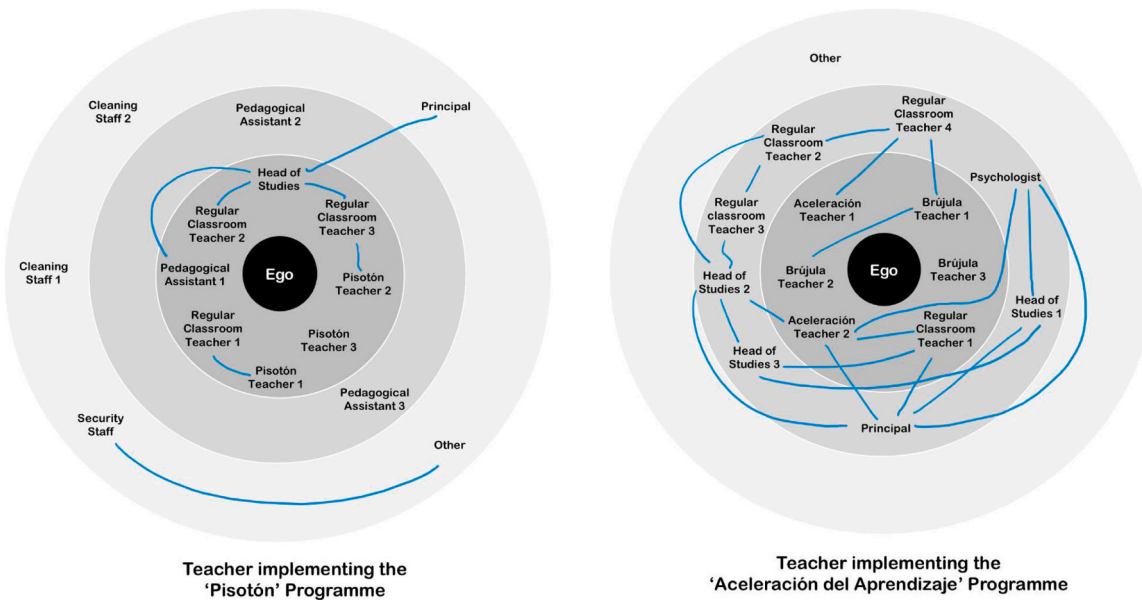 Cleaning
Staff 2
Pedagogical
Assistant 2
Principal
Head of
Studies
Regular
Classroom
Teacher 2
Regular
Classroom
Teacher 3
Cleaning
Staff 1
Pedagogical
Assistant 1
Ego
Pisotón
Teacher 2
Regular
Classroom
Teacher 1
Pisotón
Teacher 3
Pisotón
Teacher 1
Pedagogical
Assistant 3
Security
Staff
Other
Teacher implementing the
‘Pisotón’ Programme
Other
Regular
Classroom
Teacher 4
Regular
Classroom
Teacher 2
Psychologist
Regular
classroom
Teacher 3
Aceleración
Teacher 1
Brújula
Teacher 1
Head of
Studies 2
Brújula
Teacher 2
Ego
Brújula
Teacher 3
Head of
Studies 1
Aceleración
Teacher 2
Regular
Classroom
Teacher 1
Head of
Studies 3
Principal
Teacher implementing the
‘Aceleración del Aprendizaje’ Programme